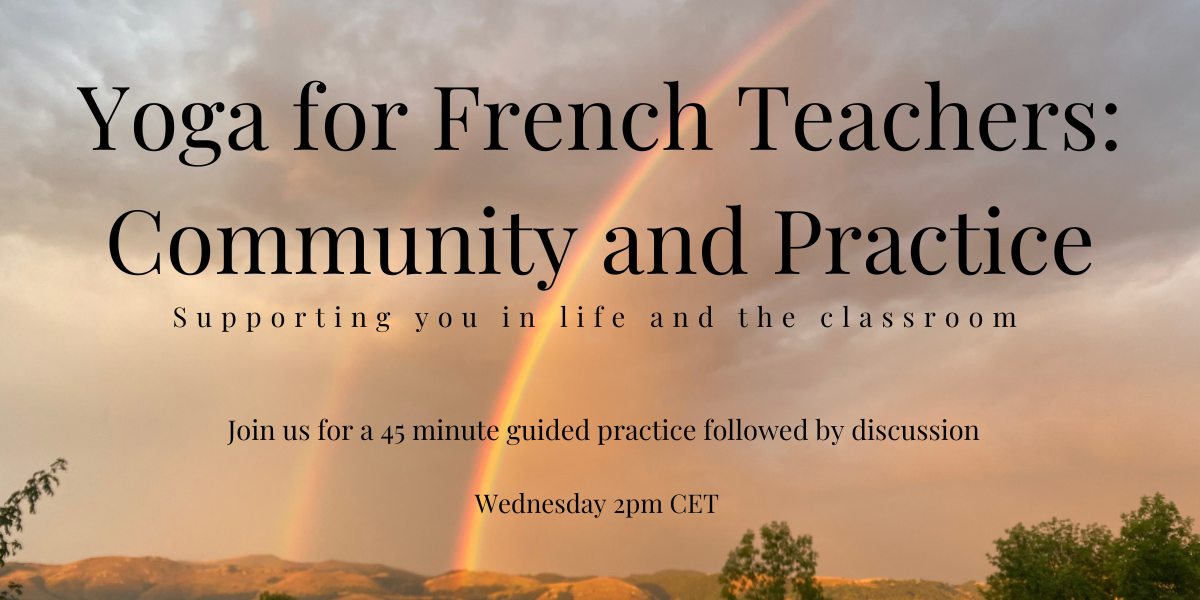 Yoga for French Teachers:
Community and Practice
Supporting you in life and the classroom
Join us for a 45 minute guided practice followed by discussion
Wednesday 2pm CET